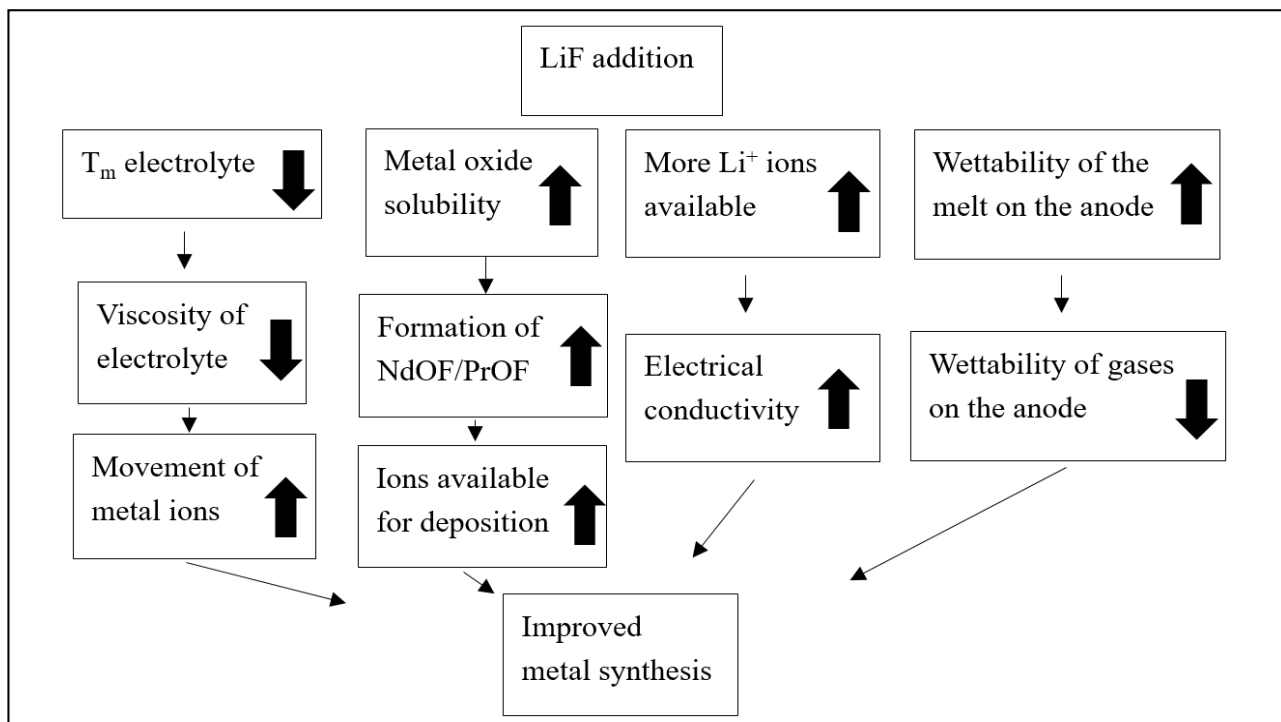 LiF addition
T_m electrolyte
Metal oxide
solubility
More Li⁺ ions
available
Wettability of the
melt on the anode
Viscosity of
electrolyte
Formation of
NdOF/PrOF
Electrical
conductivity
Wettability of gases
on the anode
Movement of
metal ions
Ions available
for deposition
Improved
metal synthesis